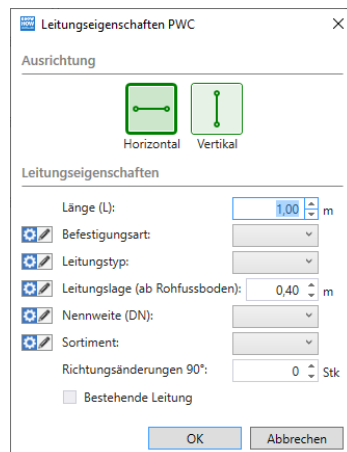 Leitungseigenschaften PWC
Ausrichtung
Horizontal Vertikal
Leitungseigenschaften
Länge (L): 1,00 m
Befestigungsart:
Leitungstyp:
Leitungslage (ab Rohfussboden): 0,40 m
Nennweite (DN):
Sortiment:
Richtungsänderungen 90°: 0 Stk
Bestehende Leitung
OK Abbrechen